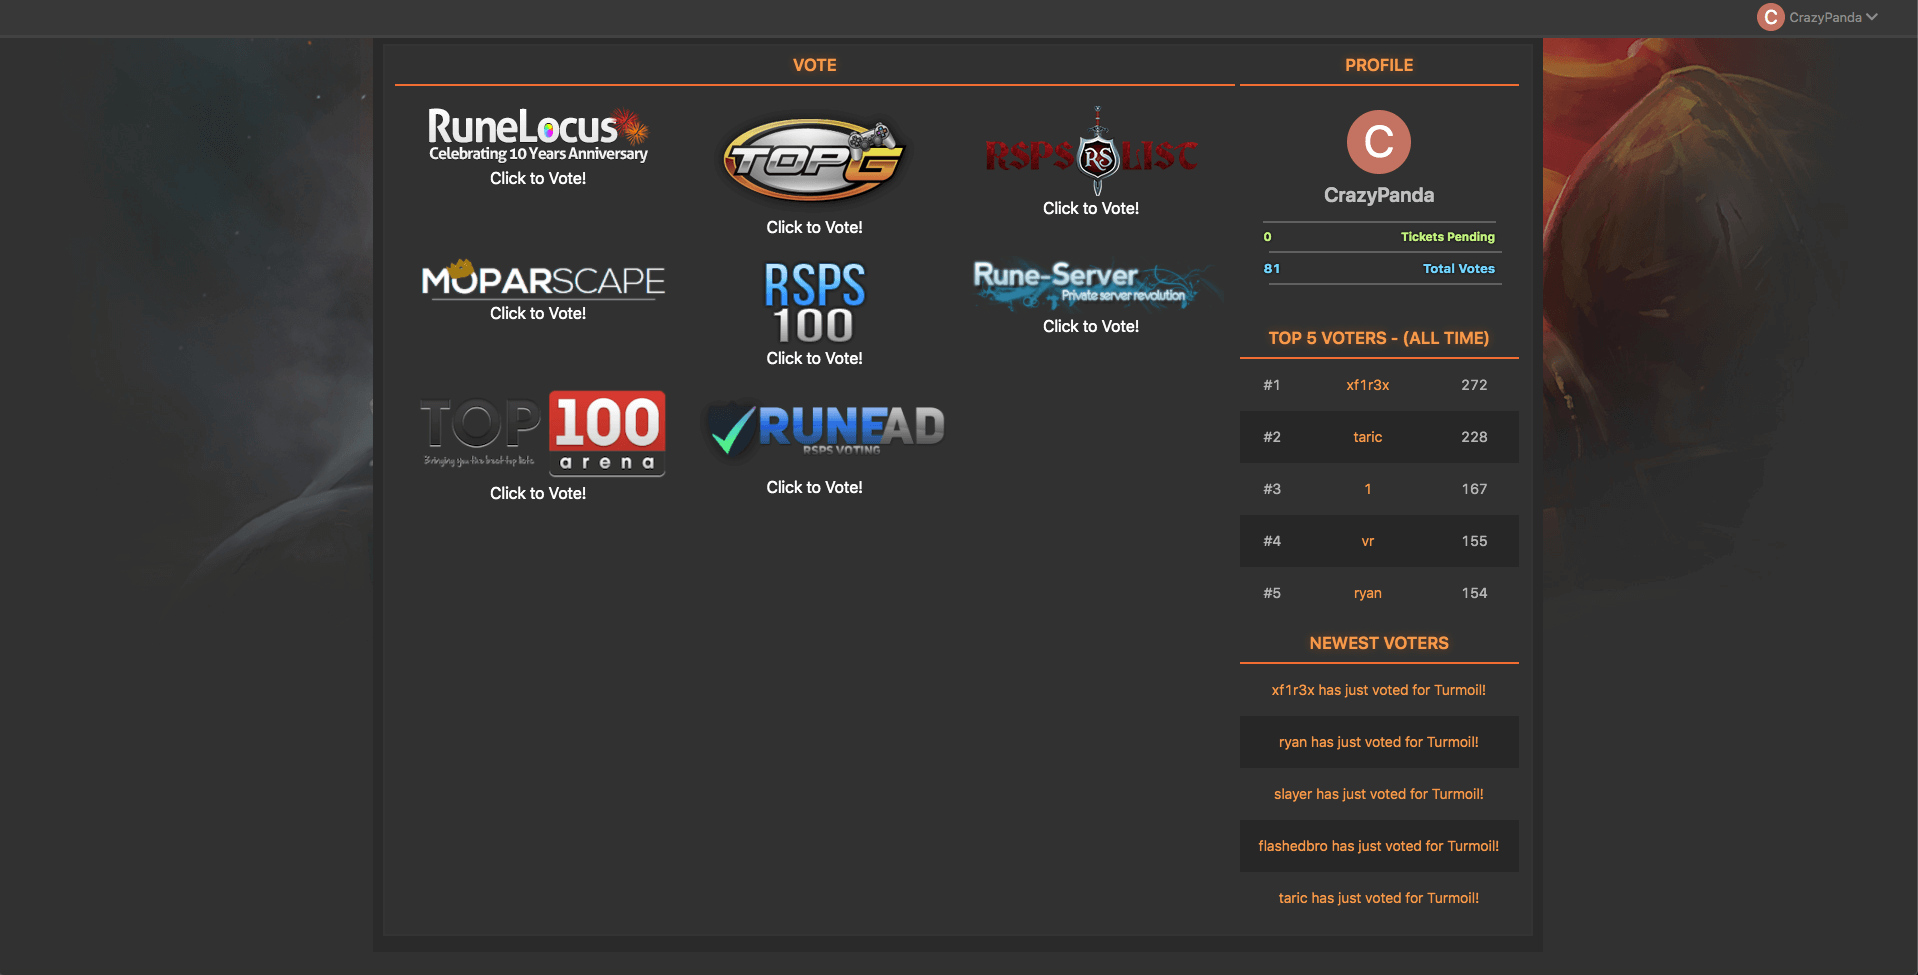 C CrazyPanda
VOTE
RuneLocus
Celebrating 10 Years Anniversary
Click to Vote!
TOPG
Click to Vote!
RSPS RS LIST
Click to Vote!
MOPARSCAPE
Click to Vote!
RSPS
100
Click to Vote!
Rune-Server
Private server revolution
Click to Vote!
TOP 100
Bringing you the best top lists
arena
Click to Vote!
RUNEAD
RSPS VOTING
Click to Vote!
PROFILE
C
CrazyPanda
0 Tickets Pending
81 Total Votes
TOP 5 VOTERS - (ALL TIME)
#1 xf1r3x 272
#2 taric 228
#3 1 167
#4 vr 155
#5 ryan 154
NEWEST VOTERS
xf1r3x has just voted for Turmoil!
ryan has just voted for Turmoil!
slayer has just voted for Turmoil!
flashedbro has just voted for Turmoil!
taric has just voted for Turmoil!